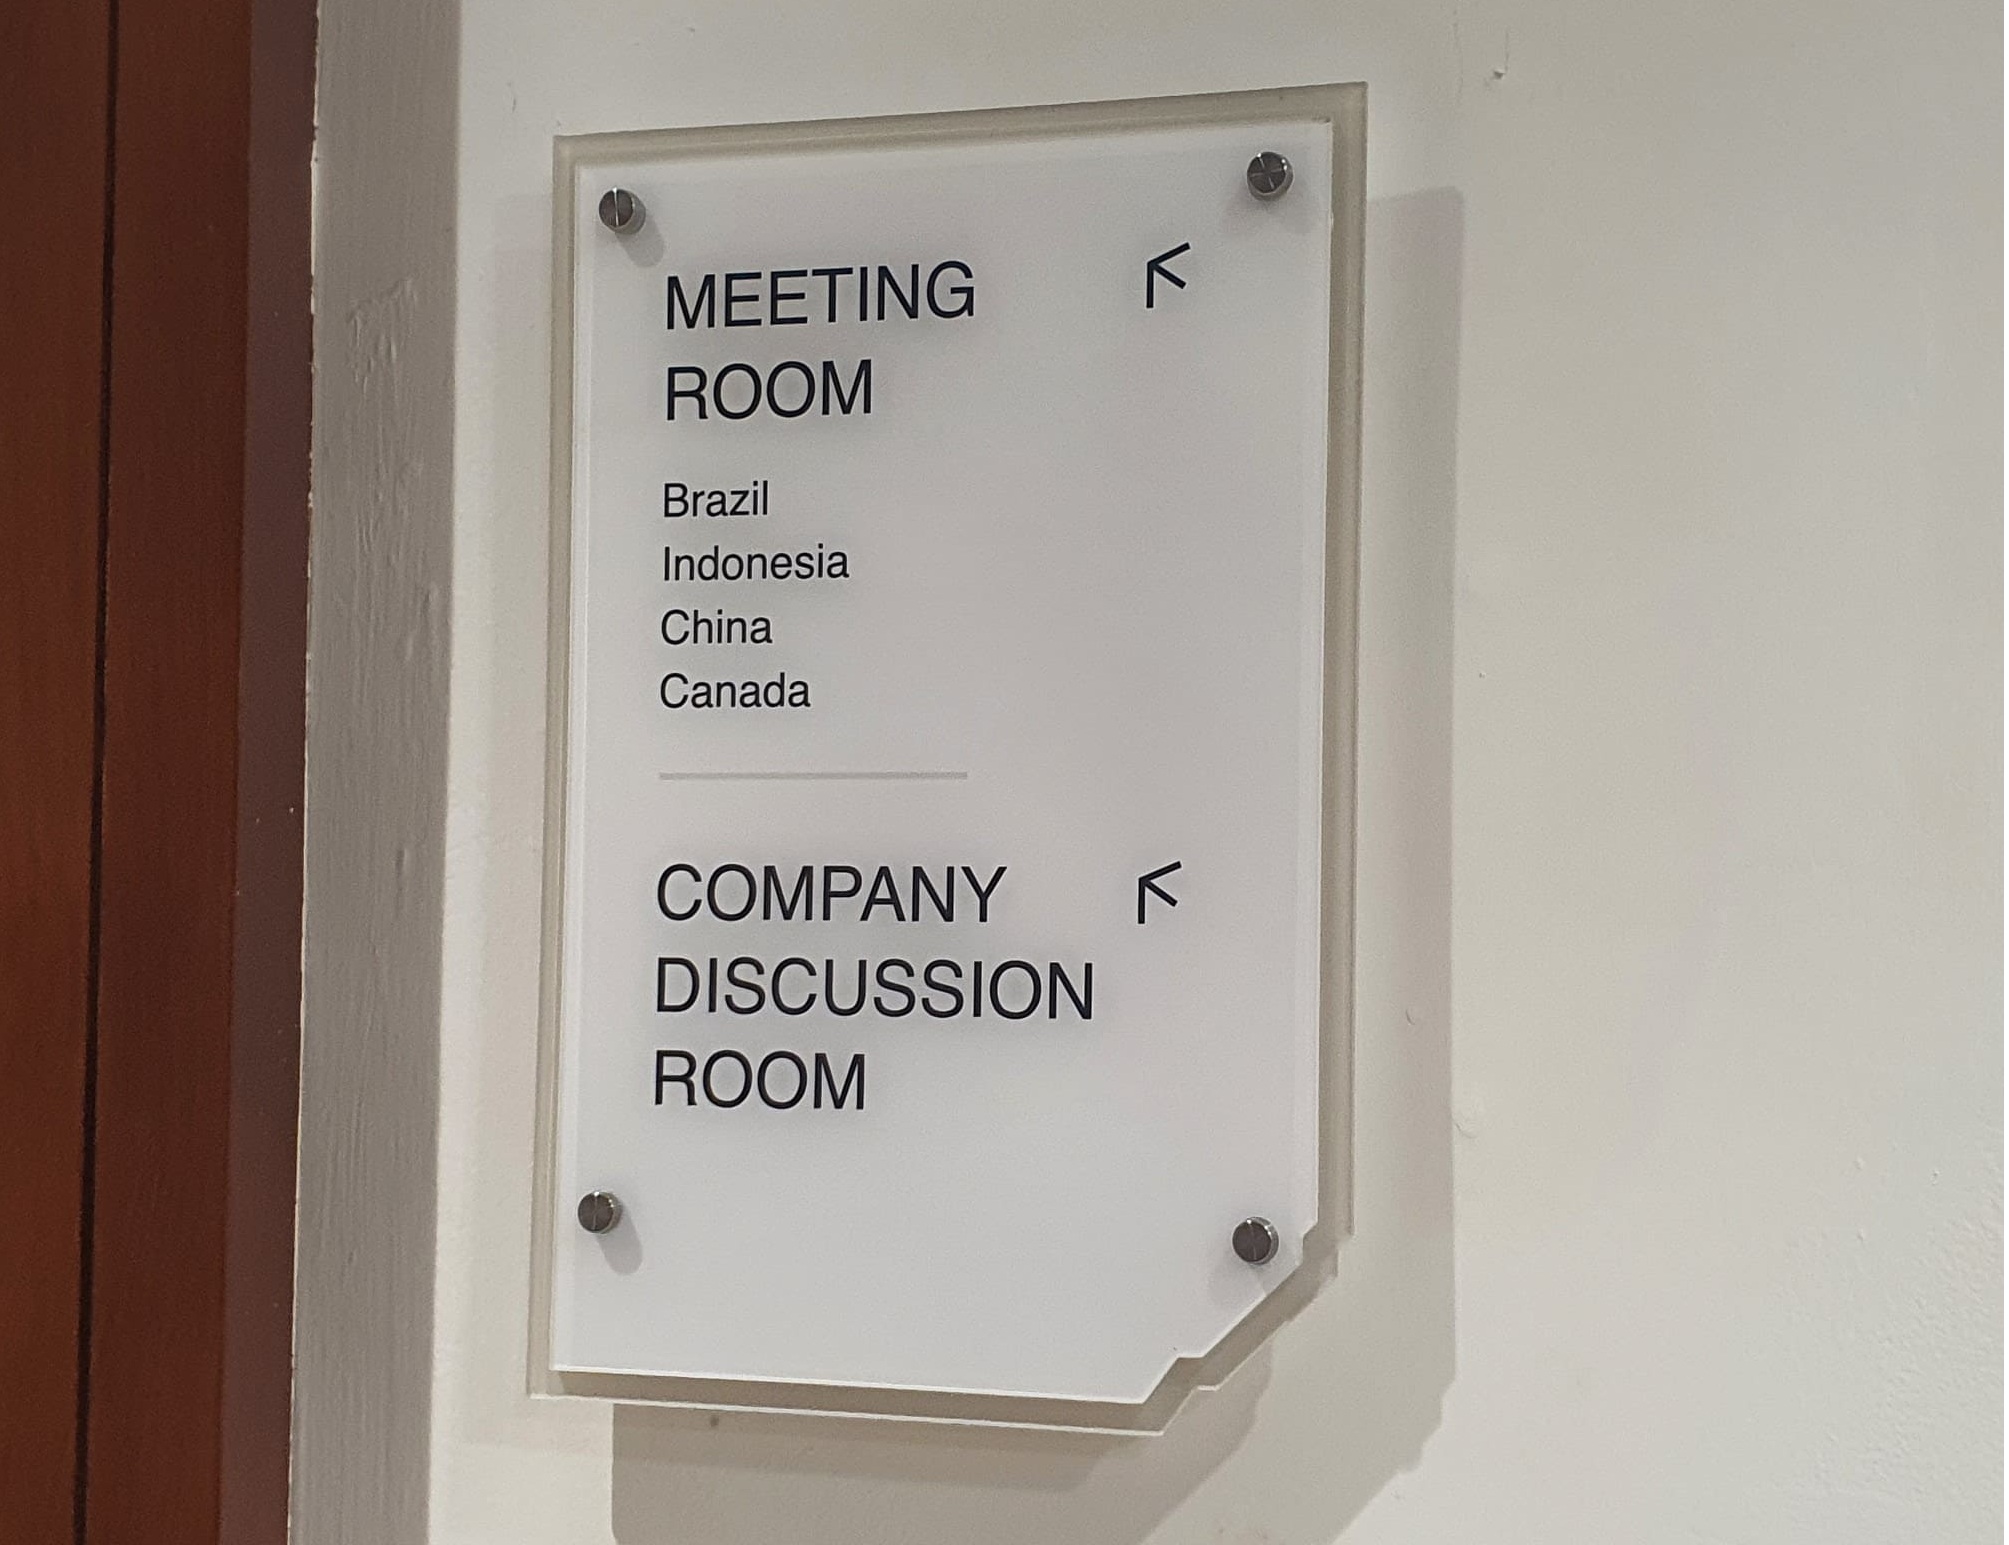 MEETING
ROOM
Brazil
Indonesia
China
Canada
COMPANY
DISCUSSION
ROOM